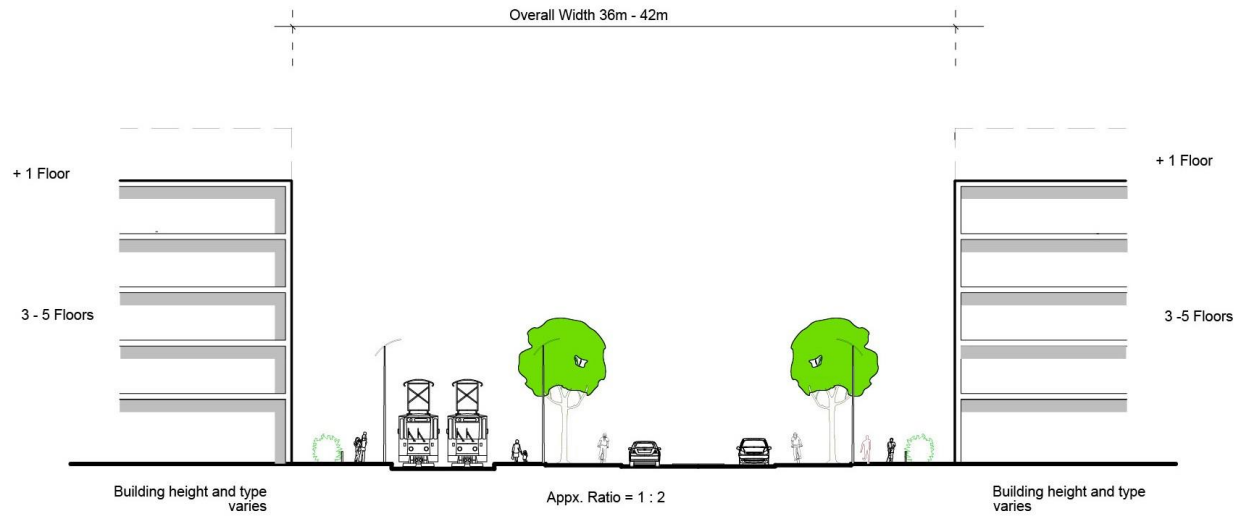 Overall Width 36m - 42m
+ 1 Floor
+ 1 Floor
3 - 5 Floors
3 -5 Floors
Building height and type
varies
Appx. Ratio = 1 : 2
Building height and type
varies